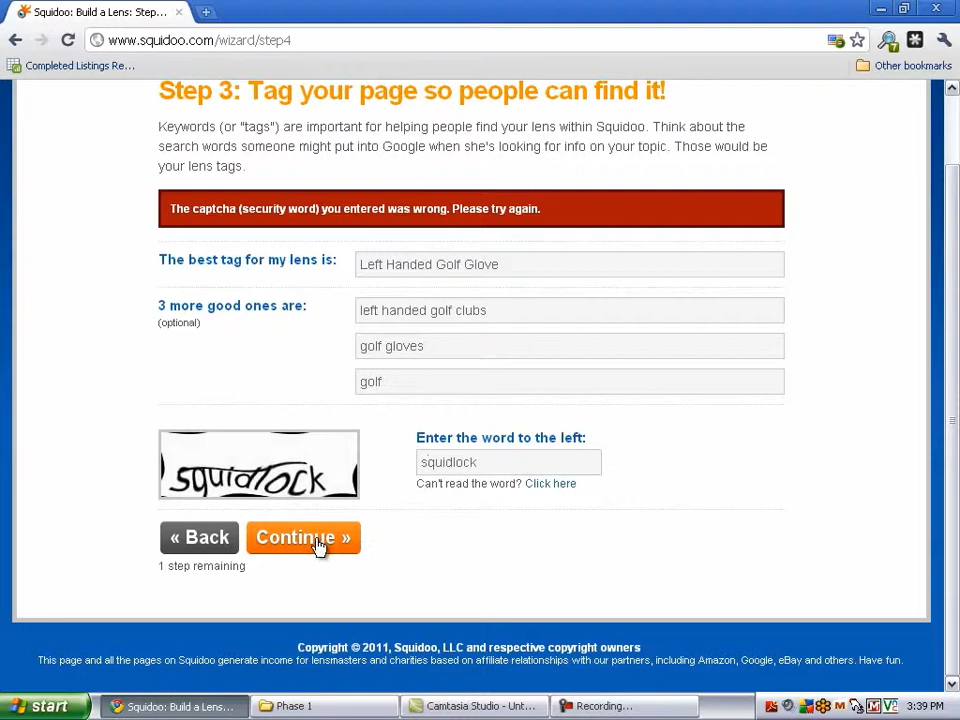 Squidoo: Build a Lens: Step...
www.squidoo.com/wizard/step4
Completed Listings Re...
Other bookmarks
Step 3: Tag your page so people can find it!
Keywords (or "tags") are important for helping people find your lens within Squidoo. Think about the
search words someone might put into Google when she's looking for info on your topic. Those would be
your lens tags.
The captcha (security word) you entered was wrong. Please try again.
The best tag for my lens is:
Left Handed Golf Glove
3 more good ones are:
(optional)
left handed golf clubs
golf gloves
golf
squidlock
Enter the word to the left:
squidlock
Can't read the word? Click here
« Back
Continue »
1 step remaining
Copyright © 2011, Squidoo, LLC and respective copyright owners
This page and all the pages on Squidoo generate income for lensmasters and charities based on affiliate relationships with our partners, including Amazon, Google, eBay and others. Have fun.
start
Squidoo: Build a Lens...
Phase 1
Camtasia Studio - Unt...
Recording...
3:39 PM